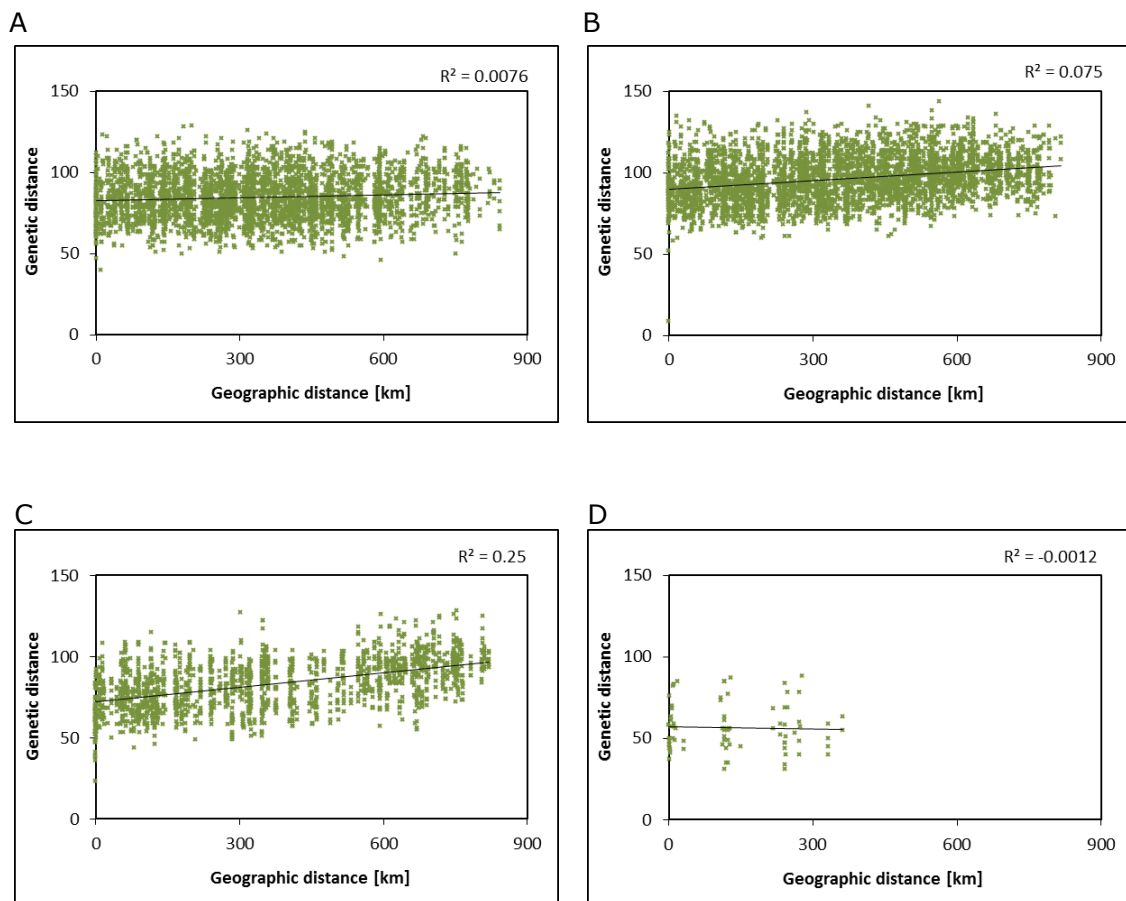 A
R² = 0.0076
Genetic distance
150
100
50
0
0 300 600 900
Geographic distance [km]
B
R² = 0.075
Genetic distance
150
100
50
0
0 300 600 900
Geographic distance [km]
C
R² = 0.25
Genetic distance
150
100
50
0
0 300 600 900
Geographic distance [km]
D
R² = -0.0012
Genetic distance
150
100
50
0
0 300 600 900
Geographic distance [km]